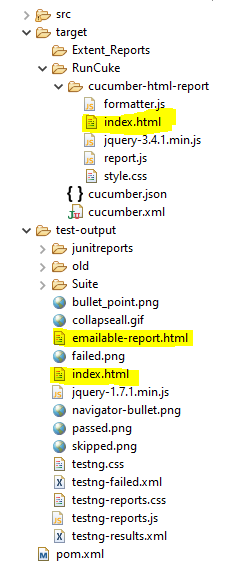 src
target
Extent_Reports
RunCuke
cucumber-html-report
formatter.js
index.html
jquery-3.4.1.min.js
report.js
style.css
cucumber.json
cucumber.xml
test-output
junitreports
old
Suite
bullet_point.png
collapseall.gif
emailable-report.html
failed.png
index.html
jquery-1.7.1.min.js
navigator-bullet.png
passed.png
skipped.png
testng.css
testng-failed.xml
testng-reports.css
testng-reports.js
testng-results.xml
pom.xml